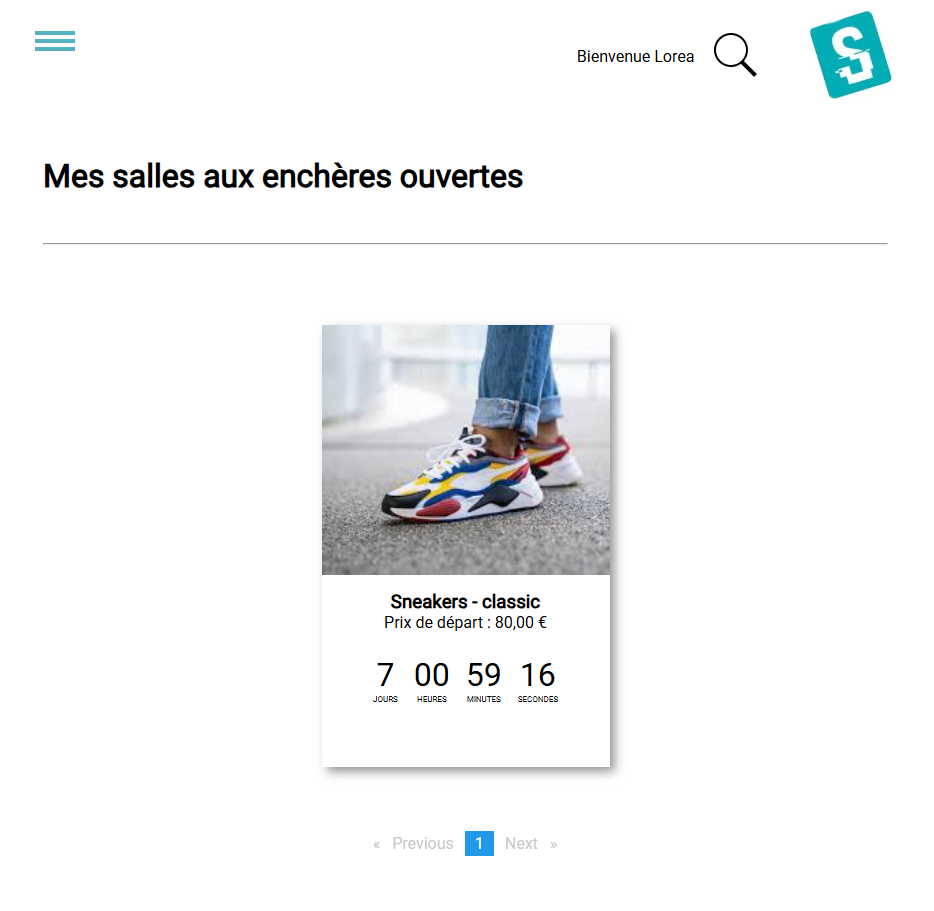 Bienvenue Lorea
Mes salles aux enchères ouvertes
Sneakers - classic
Prix de départ : 80,00 €
7 00 59 16
JOURS HEURES MINUTES SECONDES
« Previous 1 Next »